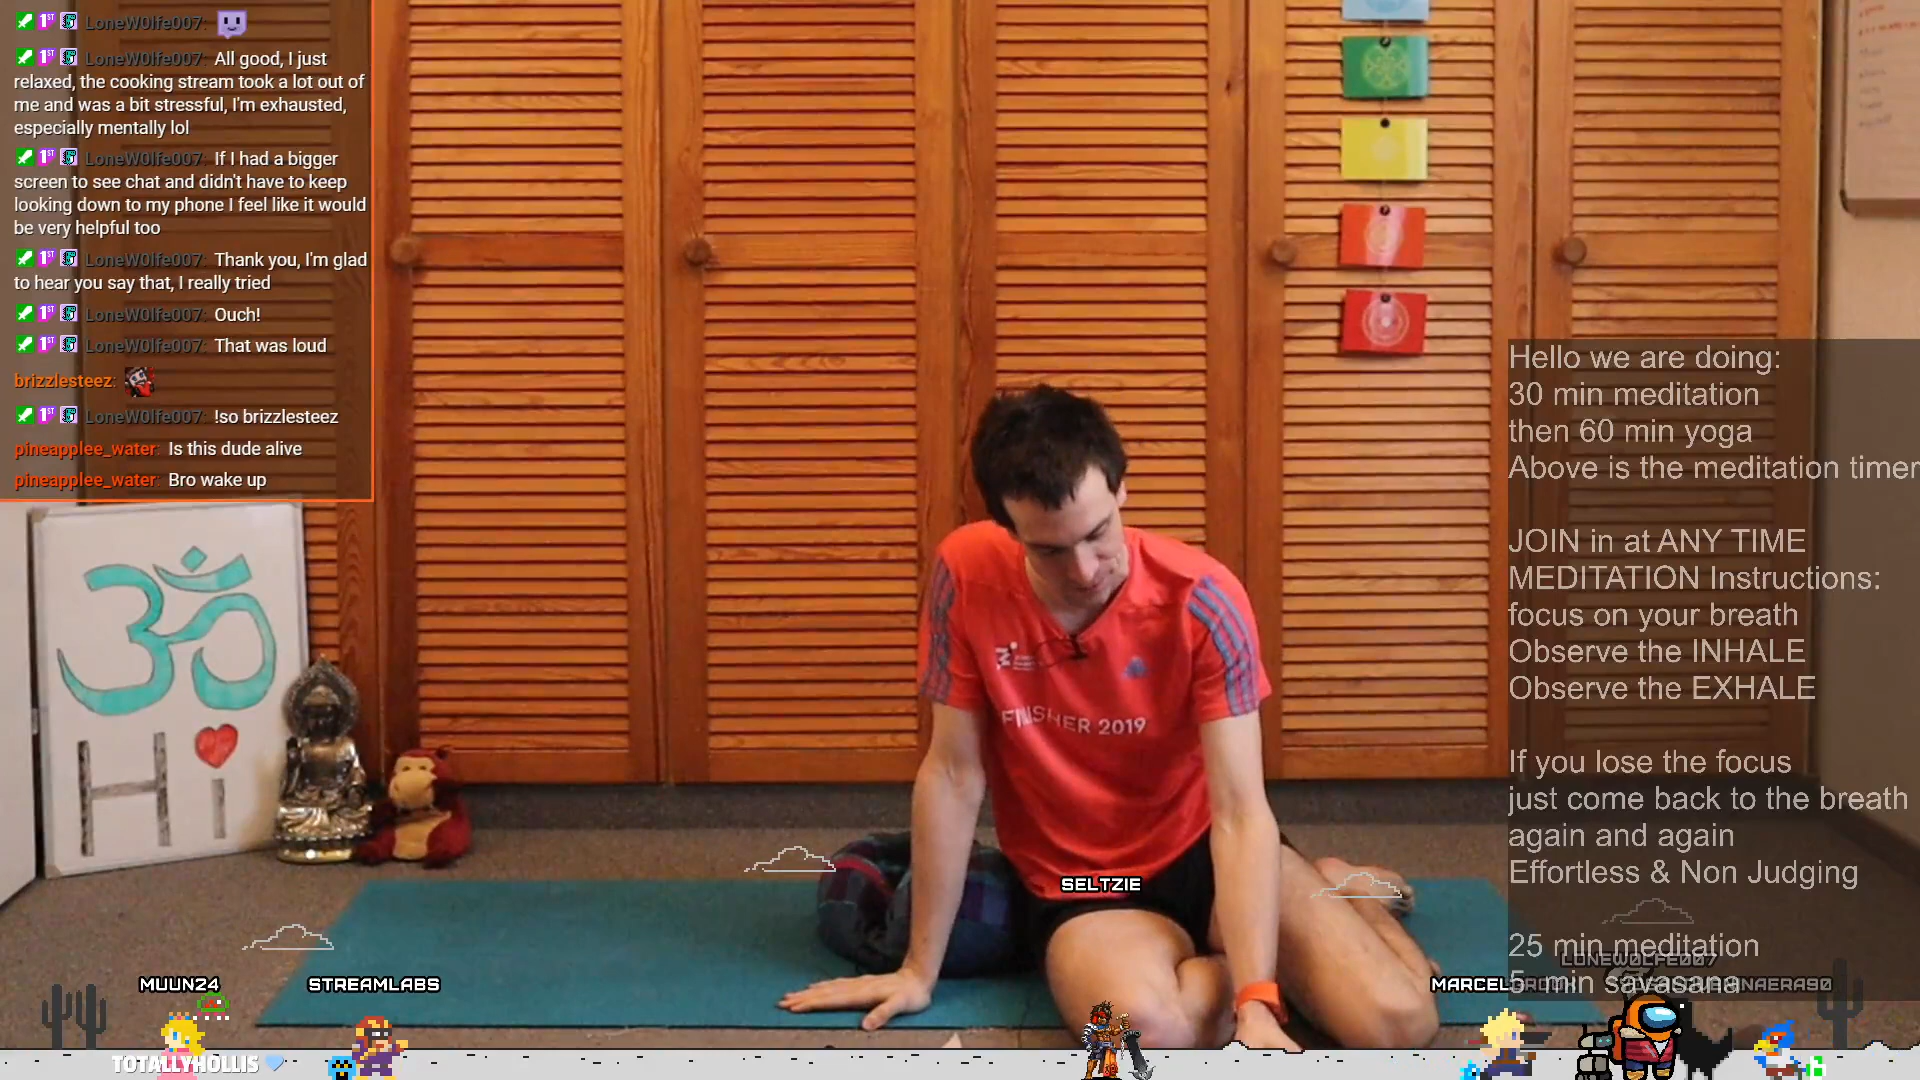 LoneW0lfe007:
LoneW0lfe007: All good, I just
relaxed, the cooking stream took a lot out of
me and was a bit stressful, I'm exhausted,
especially mentally lol
LoneW0lfe007: If I had a bigger
screen to see chat and didn't have to keep
looking down to my phone I feel like it would
be very helpful too
LoneW0lfe007: Thank you, I'm glad
to hear you say that, I really tried
LoneW0lfe007: Ouch!
LoneW0lfe007: That was loud
brizzlesteez:
LoneW0lfe007: !so brizzlesteez
pineapplee_water: Is this dude alive
pineapplee_water: Bro wake up
ॐ
Hi
FINISHER 2019
Hello we are doing:
30 min meditation
then 60 min yoga
Above is the meditation timer
JOIN in at ANY TIME
MEDITATION Instructions:
focus on your breath
Observe the INHALE
Observe the EXHALE
If you lose the focus
just come back to the breath
again and again
Effortless & Non Judging
25 min meditation
5 min savasana
SELTZIE
MUUN24
STREAMLABS
LONEW0LFE007
TOTALLYHOLLIS